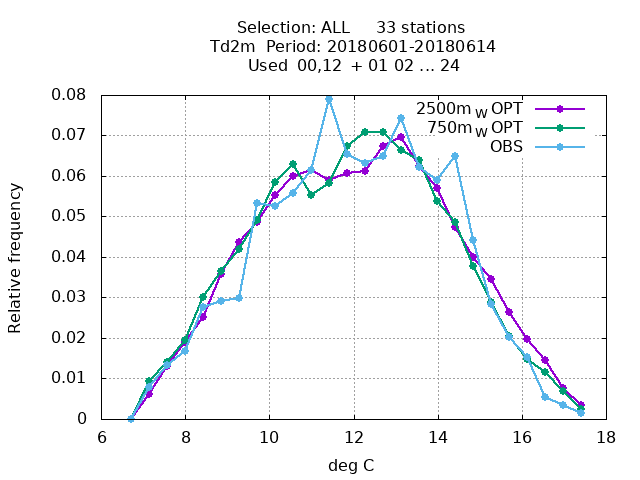 Selection: ALL     33 stations
Td2m  Period: 20180601-20180614
Used  00,12  + 01 02 ... 24
2500m W OPT
750m W OPT
OBS
0.08
0.07
0.06
0.05
0.04
0.03
0.02
0.01
0
Relative frequency
6 8 10 12 14 16 18
deg C